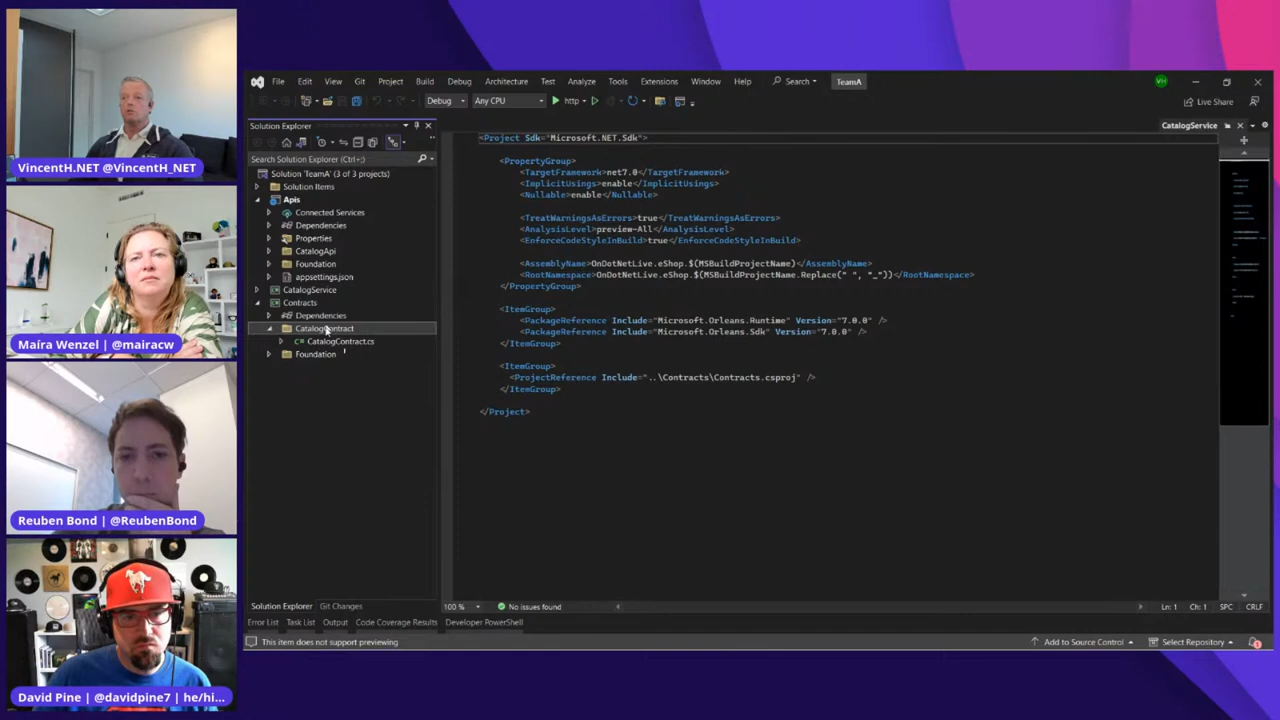 VincentH.NET @VincentH_NET
Maíra Wenzel | @mairacw
Reuben Bond | @ReubenBond
David Pine | @davidpine7 | he/hi...
File Edit View Git Project Build Debug Architecture Test Analyze Tools Extensions Window Help Search TeamA VH
Debug Any CPU http Live Share
Solution Explorer
Search Solution Explorer (Ctrl+;)
Solution 'TeamA' (3 of 3 projects)
Solution Items
Apis
Connected Services
Dependencies
Properties
CatalogApi
Foundation
appsettings.json
CatalogService
Contracts
Dependencies
CatalogContract
CatalogContract.cs
Foundation
Solution Explorer Git Changes
CatalogService
<Project Sdk="Microsoft.NET.Sdk">
<PropertyGroup>
<TargetFramework>net7.0</TargetFramework>
<ImplicitUsings>enable</ImplicitUsings>
<Nullable>enable</Nullable>
<TreatWarningsAsErrors>true</TreatWarningsAsErrors>
<AnalysisLevel>preview-All</AnalysisLevel>
<EnforceCodeStyleInBuild>true</EnforceCodeStyleInBuild>
<AssemblyName>OnDotNetLive.eShop.$(MSBuildProjectName)</AssemblyName>
<RootNamespace>OnDotNetLive.eShop.$(MSBuildProjectName.Replace(" ", "_"))</RootNamespace>
</PropertyGroup>
<ItemGroup>
<PackageReference Include="Microsoft.Orleans.Runtime" Version="7.0.0" />
<PackageReference Include="Microsoft.Orleans.Sdk" Version="7.0.0" />
</ItemGroup>
<ItemGroup>
<ProjectReference Include="..\Contracts\Contracts.csproj" />
</ItemGroup>
</Project>
100 % No issues found Ln: 1 Ch: 1 SPC CRLF
Error List Task List Output Code Coverage Results Developer PowerShell
This item does not support previewing Add to Source Control Select Repository 1